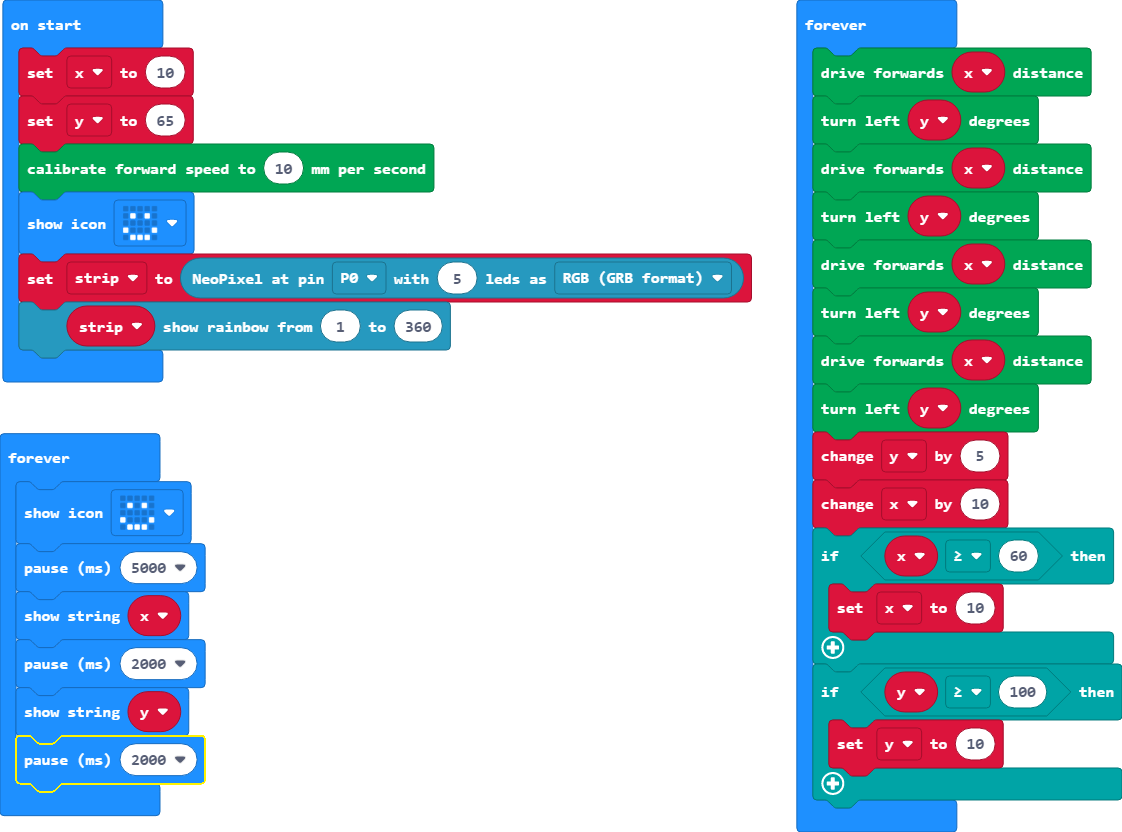 on start
set x to 10
set y to 65
calibrate forward speed to 10 mm per second
show icon
set strip to NeoPixel at pin P0 with 5 leds as RGB (GRB format)
strip show rainbow from 1 to 360
forever
show icon
pause (ms) 5000
show string x
pause (ms) 2000
show string y
pause (ms) 2000
forever
drive forwards x distance
turn left y degrees
drive forwards x distance
turn left y degrees
drive forwards x distance
turn left y degrees
drive forwards x distance
turn left y degrees
change y by 5
change x by 10
if x ≥ 60 then
set x to 10
if y ≥ 100 then
set y to 10